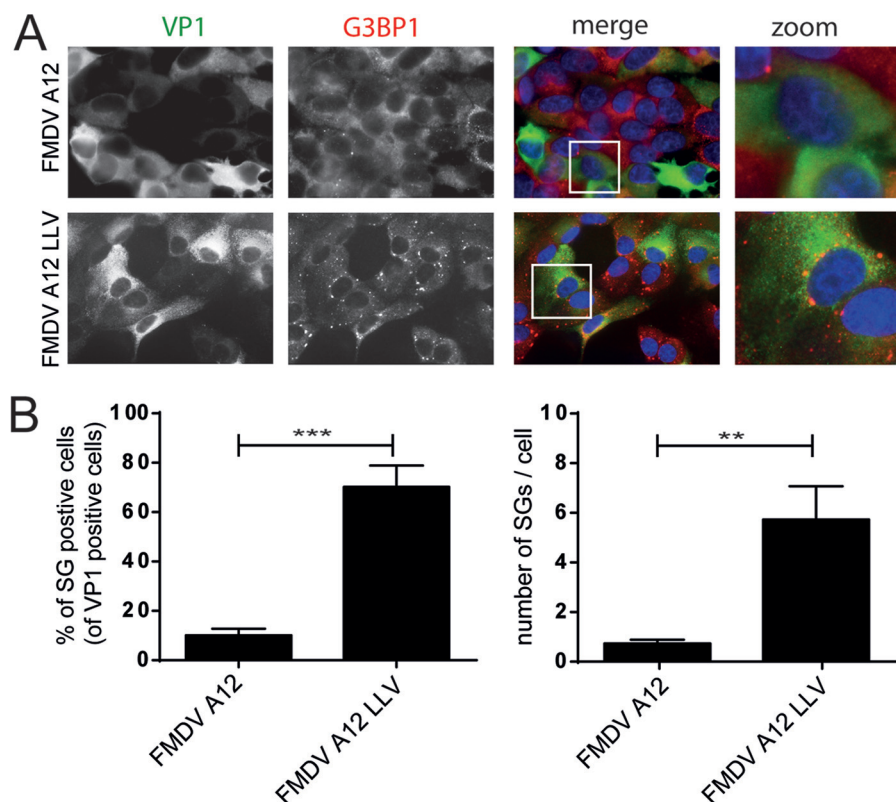 A
VP1
G3BP1
merge
zoom
FMDV A12
FMDV A12 LLV
B
% of SG postive cells
(of VP1 positive cells)
100
80
60
40
20
0
***
FMDV A12
FMDV A12 LLV
number of SGs / cell
10
8
6
4
2
0
**
FMDV A12
FMDV A12 LLV